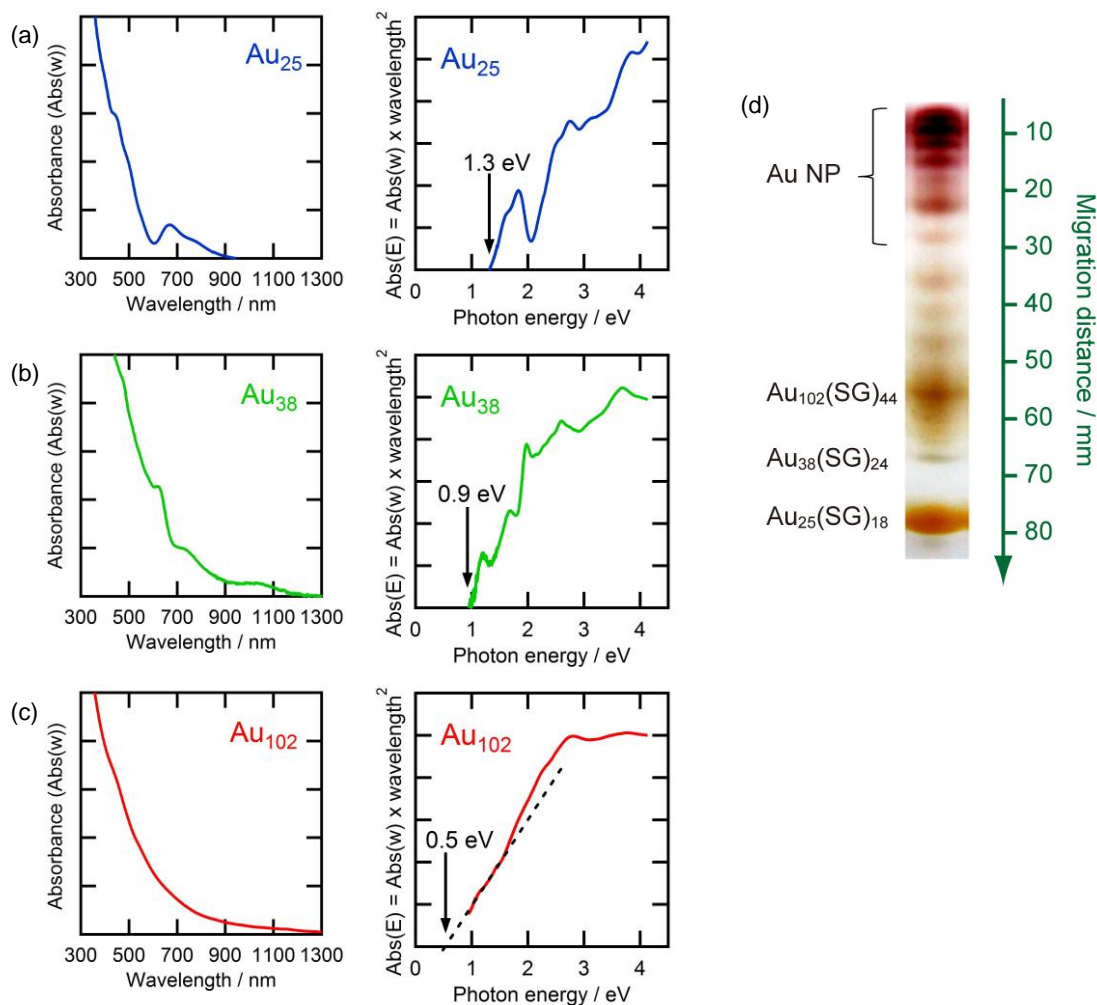 (a)
Absorbance (Abs(w))
Au₂₅
300 500 700 900 1100 1300
Wavelength / nm
Abs(E) = Abs(w) x wavelength²
Au₂₅
1.3 eV
0 1 2 3 4
Photon energy / eV
(b)
Absorbance (Abs(w))
Au₃₈
300 500 700 900 1100 1300
Wavelength / nm
Abs(E) = Abs(w) x wavelength²
Au₃₈
0.9 eV
0 1 2 3 4
Photon energy / eV
(c)
Absorbance (Abs(w))
Au₁₀₂
300 500 700 900 1100 1300
Wavelength / nm
Abs(E) = Abs(w) x wavelength²
Au₁₀₂
0.5 eV
0 1 2 3 4
Photon energy / eV
(d)
Au NP
Au₁₀₂(SG)₄₄
Au₃₈(SG)₂₄
Au₂₅(SG)₁₈
10
20
30
40
50
60
70
80
Migration distance / mm